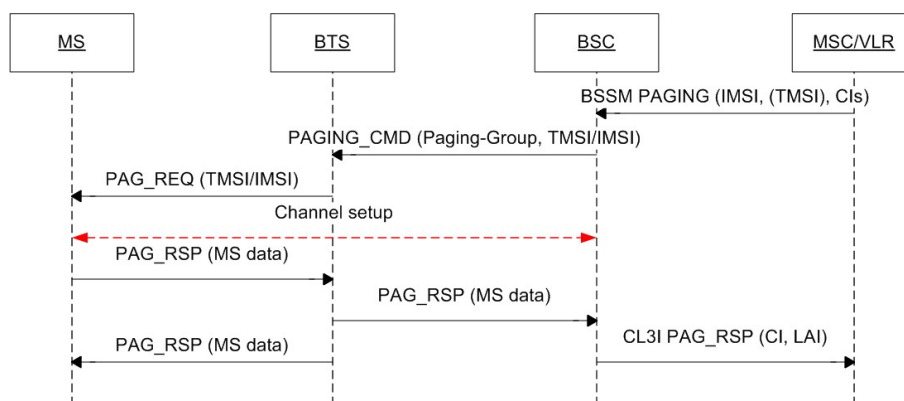 MS
BTS
BSC
MSC/VLR
BSSM PAGING (IMSI, (TMSI), CIs)
PAGING_CMD (Paging-Group, TMSI/IMSI)
PAG_REQ (TMSI/IMSI)
Channel setup
PAG_RSP (MS data)
PAG_RSP (MS data)
PAG_RSP (MS data)
CL3I PAG_RSP (CI, LAI)